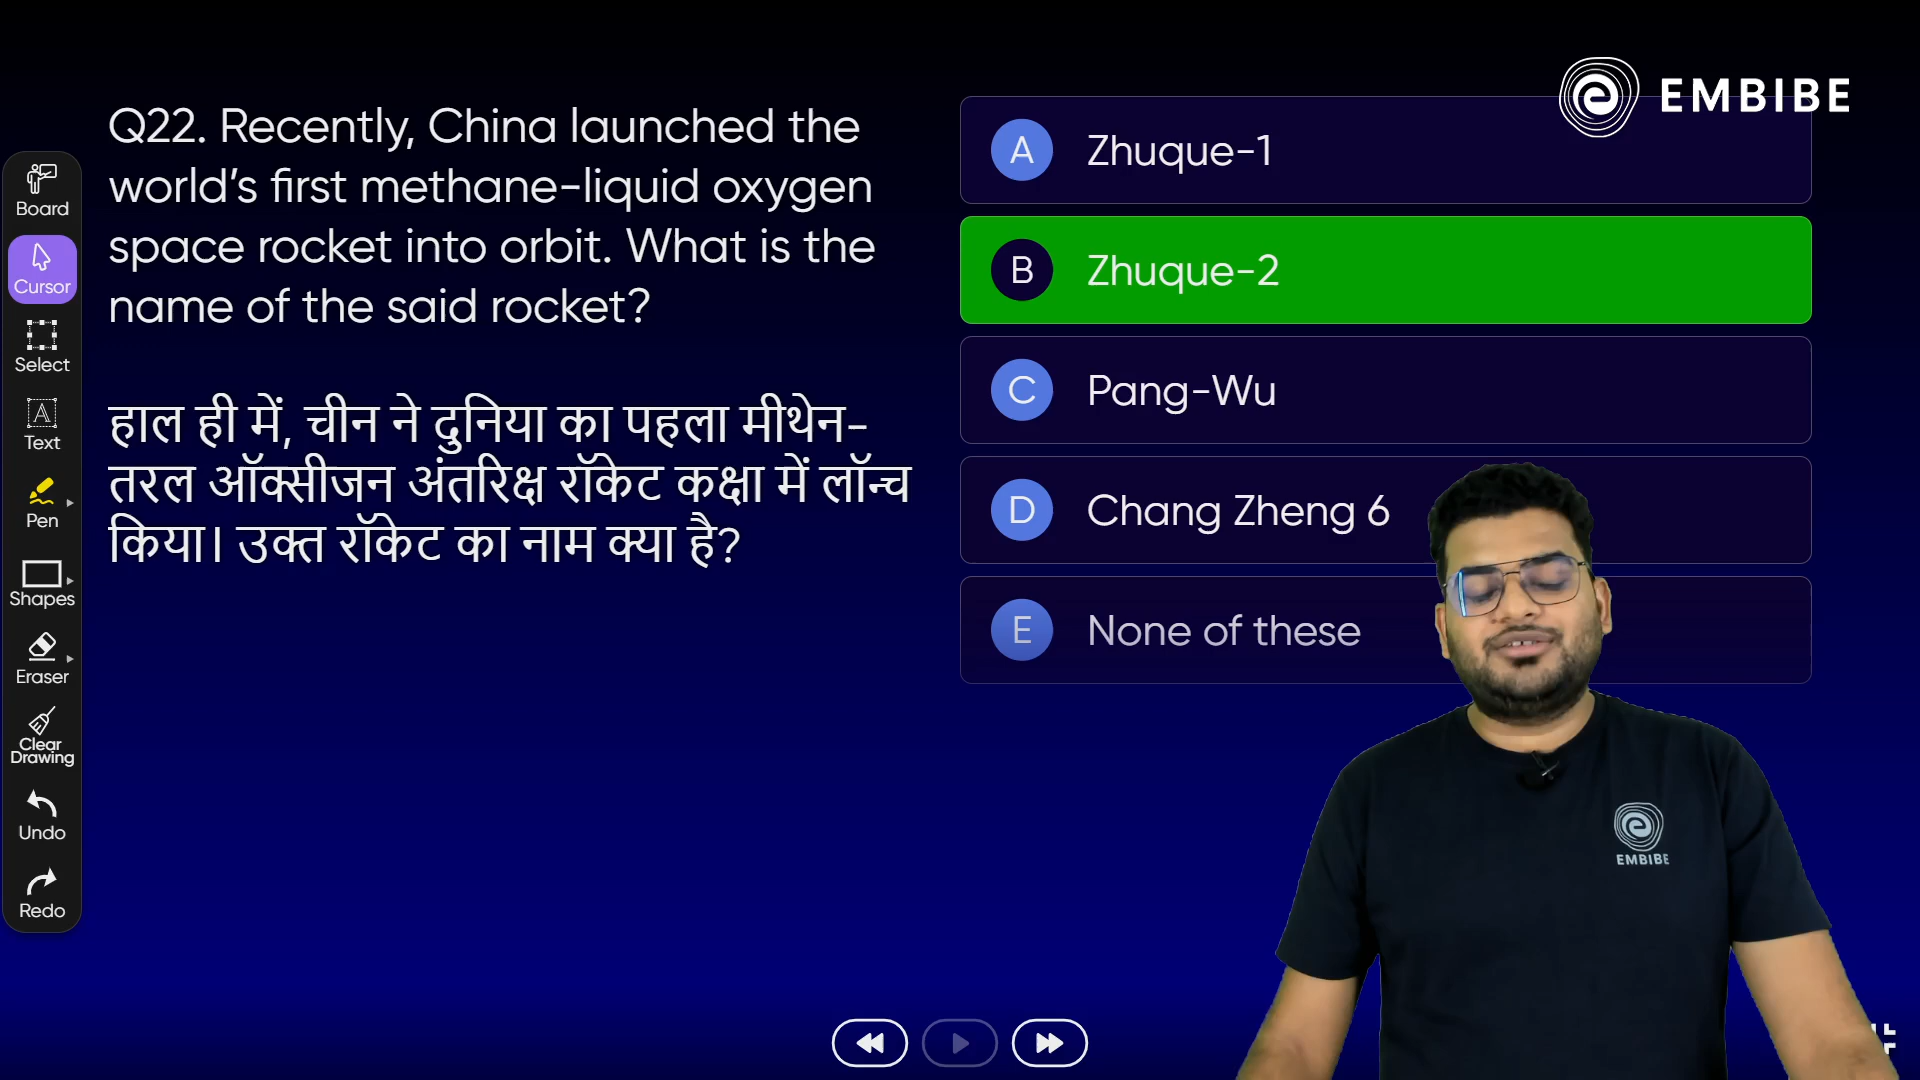 EMBIBE
Q22. Recently, China launched the
world's first methane-liquid oxygen
space rocket into orbit. What is the
name of the said rocket?
हाल ही में, चीन ने दुनिया का पहला मीथेन-
तरल ऑक्सीजन अंतरिक्ष रॉकेट कक्षा में लॉन्च
किया। उक्त रॉकेट का नाम क्या है?
A Zhuque-1
B Zhuque-2
C Pang-Wu
D Chang Zheng 6
E None of these
Board
Cursor
Select
A
Text
Pen
Shapes
Eraser
Clear
Drawing
Undo
Redo
EMBIBE